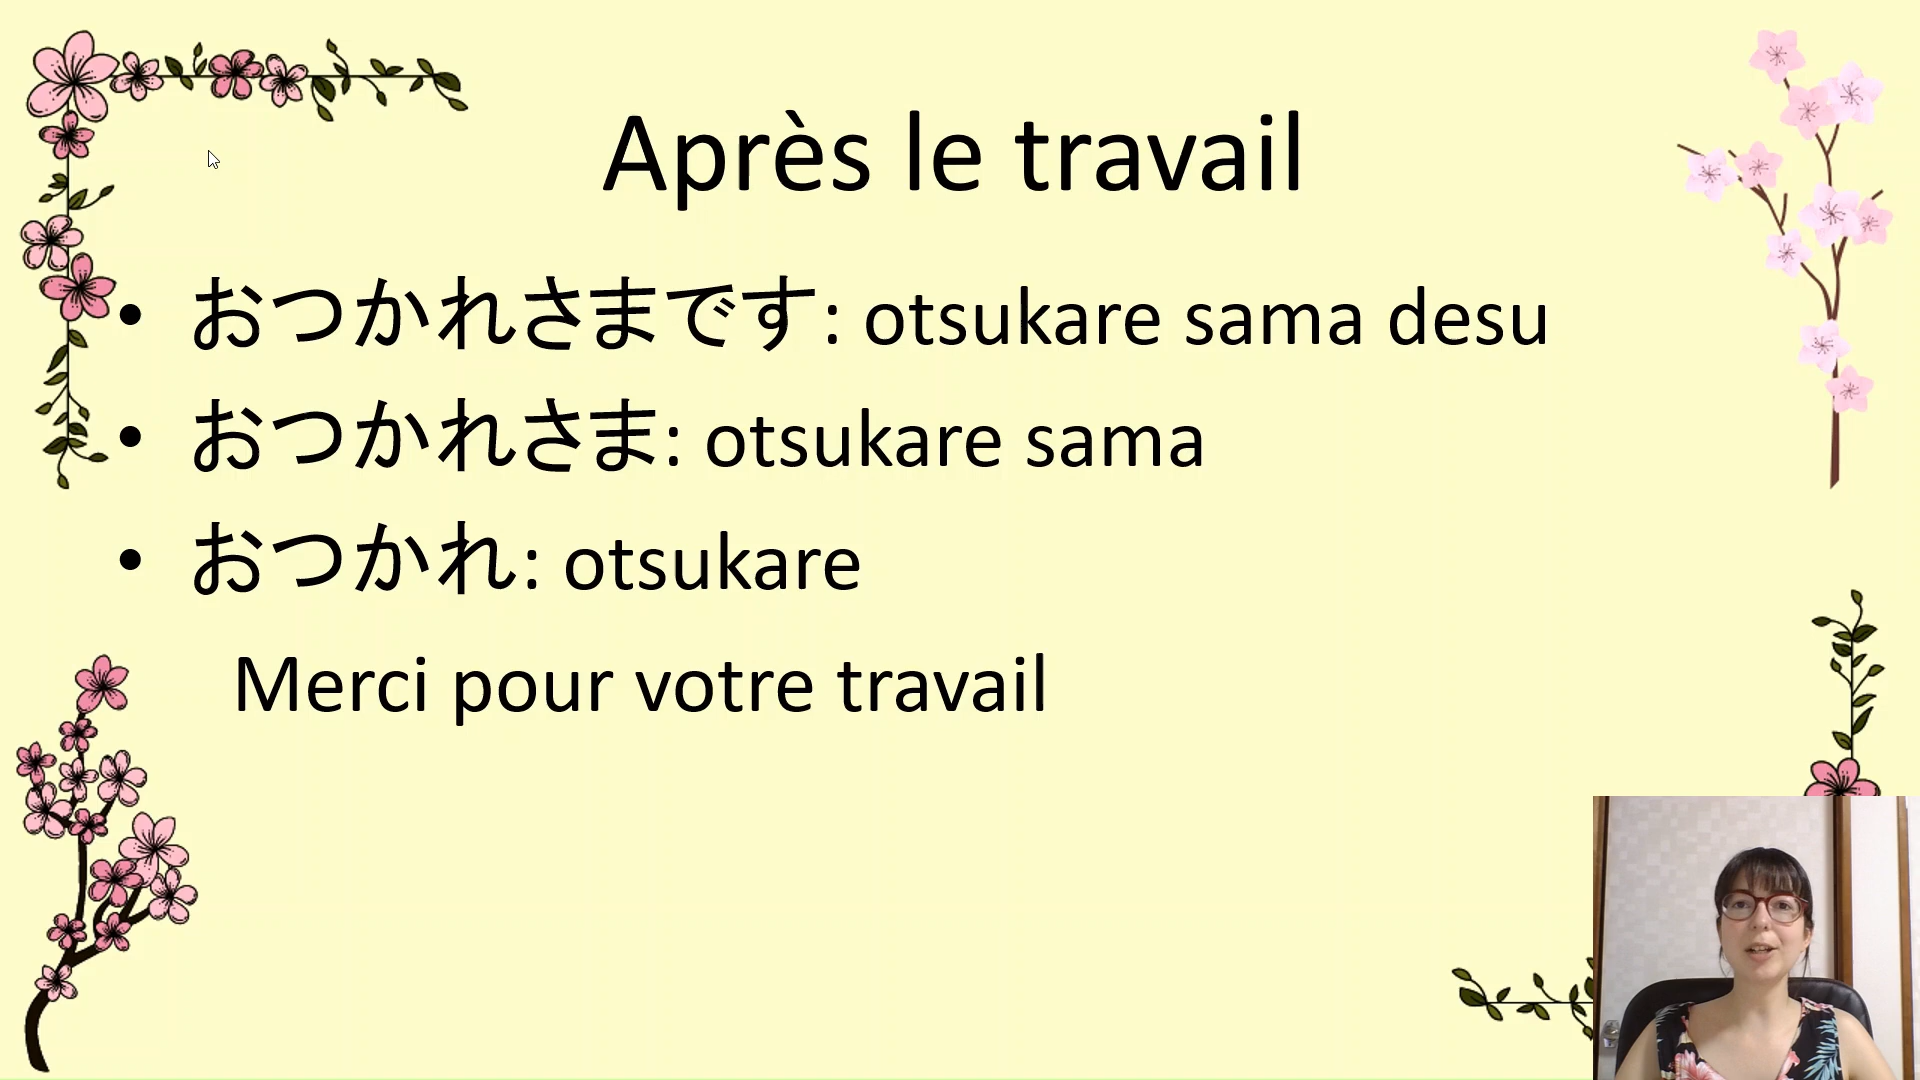 Après le travail
• おつかれさまです: otsukare sama desu
• おつかれさま: otsukare sama
• おつかれ: otsukare
Merci pour votre travail